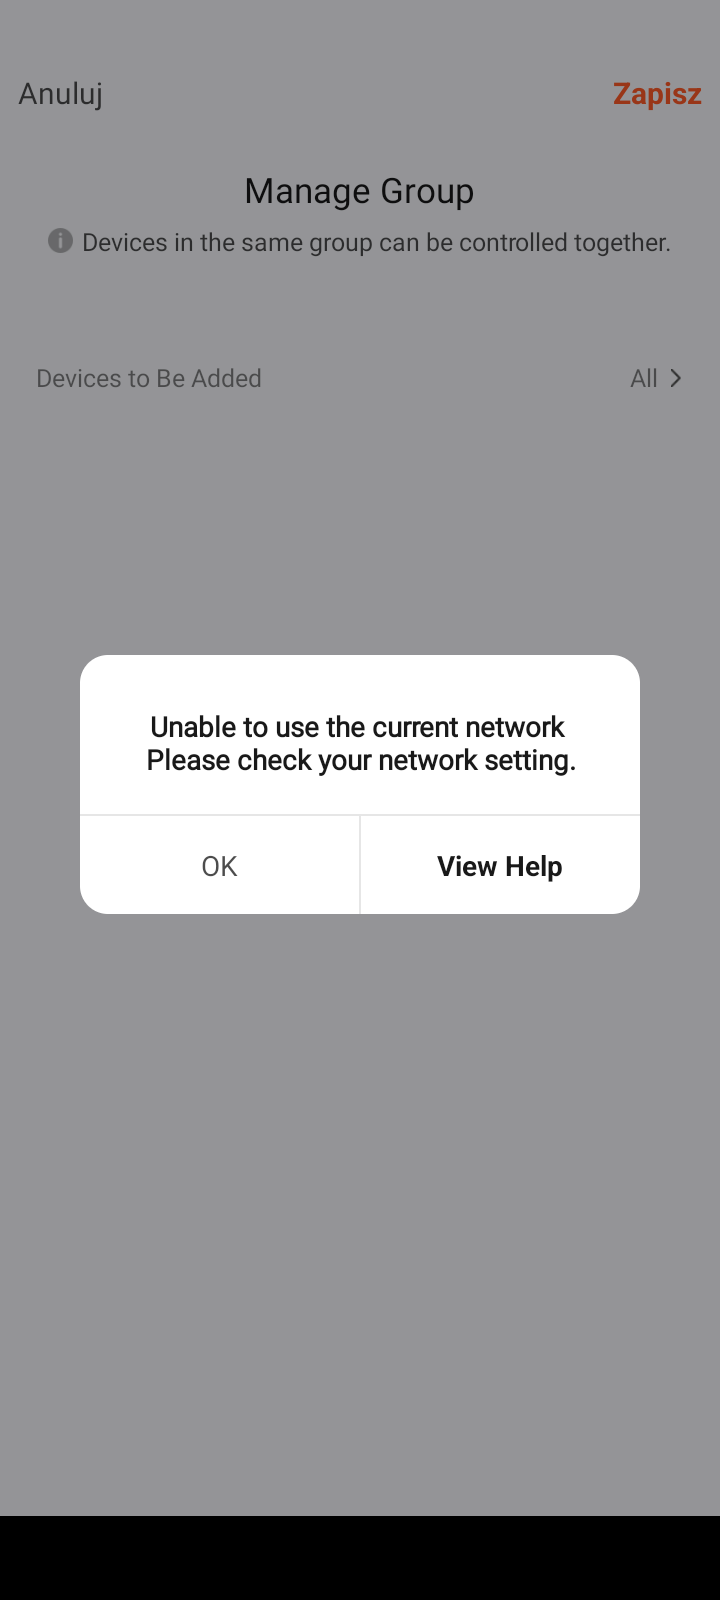 Anuluj
Zapisz
Manage Group
Devices in the same group can be controlled together.
Devices to Be Added
All
Unable to use the current network
Please check your network setting.
OK
View Help